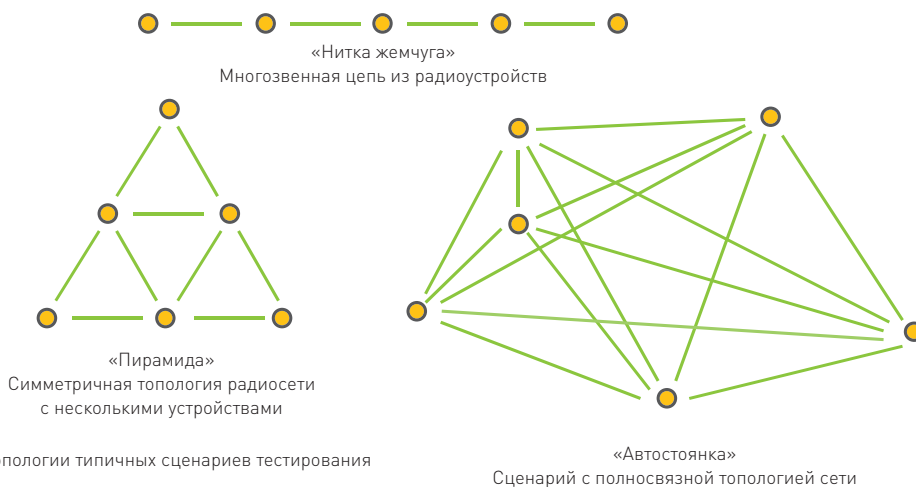 «Нитка жемчуга»
Многозвенная цепь из радиоустройств
«Пирамида»
Симметричная топология радиосети
с несколькими устройствами
топологии типичных сценариев тестирования
«Автостоянка»
Сценарий с полносвязной топологией сети